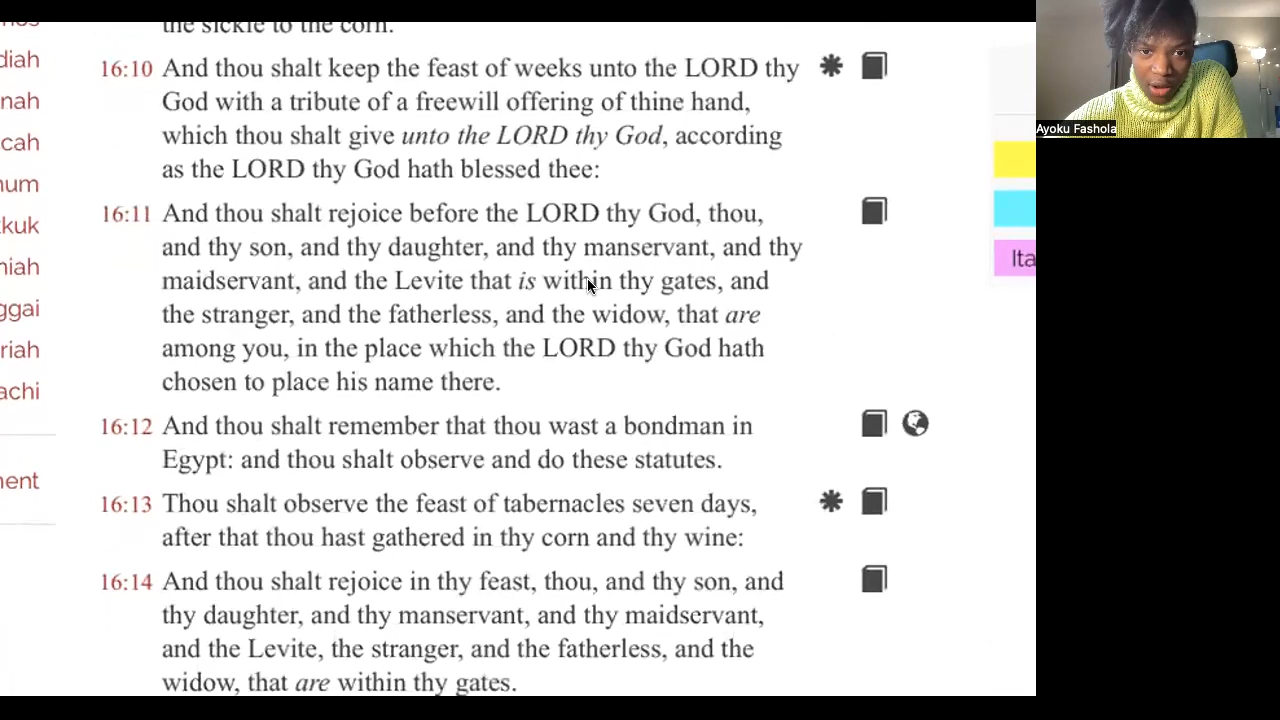 the sickle to the corn.
16:10 And thou shalt keep the feast of weeks unto the LORD thy
God with a tribute of a freewill offering of thine hand,
which thou shalt give unto the LORD thy God, according
as the LORD thy God hath blessed thee:
16:11 And thou shalt rejoice before the LORD thy God, thou,
and thy son, and thy daughter, and thy manservant, and thy
maidservant, and the Levite that is within thy gates, and
the stranger, and the fatherless, and the widow, that are
among you, in the place which the LORD thy God hath
chosen to place his name there.
16:12 And thou shalt remember that thou wast a bondman in
Egypt: and thou shalt observe and do these statutes.
16:13 Thou shalt observe the feast of tabernacles seven days,
after that thou hast gathered in thy corn and thy wine:
16:14 And thou shalt rejoice in thy feast, thou, and thy son, and
thy daughter, and thy manservant, and thy maidservant,
and the Levite, the stranger, and the fatherless, and the
widow, that are within thy gates.
diah
nah
cah
hum
kkuk
niah
ggai
riah
achi
ment
Ita
Ayoku Fashola